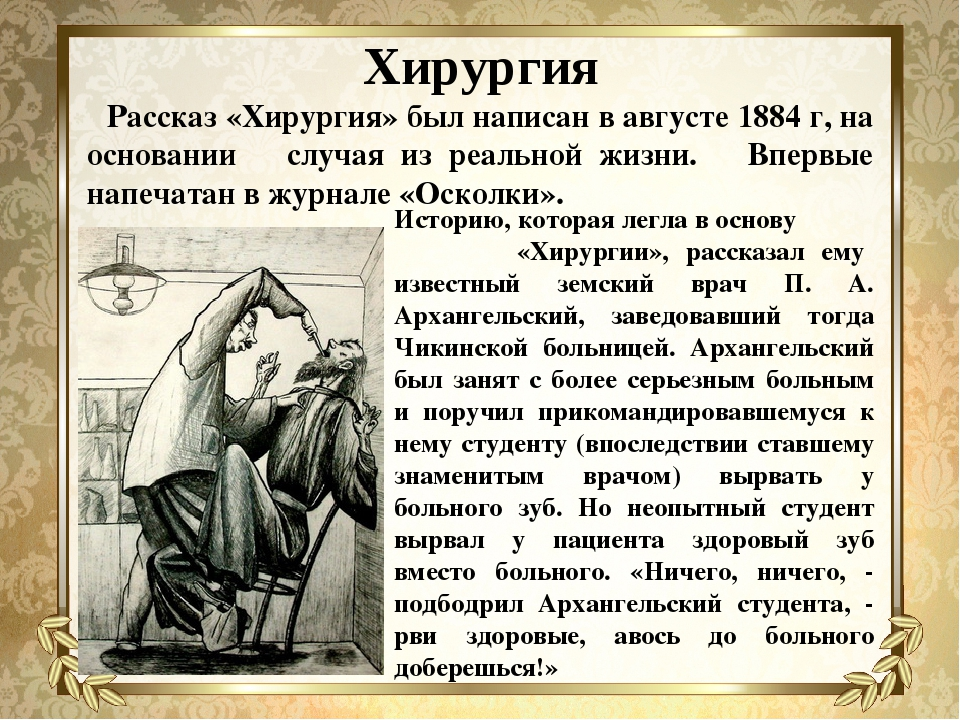 Хирургия
Рассказ «Хирургия» был написан в августе 1884 г, на
основании случая из реальной жизни. Впервые
напечатан в журнале «Осколки».
Историю, которая легла в основу
«Хирургии», рассказал ему
известный земский врач П. А.
Архангельский, заведовавший тогда
Чикинской больницей. Архангельский
был занят с более серьезным больным
и поручил прикомандировавшемуся к
нему студенту (впоследствии ставшему
знаменитым врачом) вырвать у
больного зуб. Но неопытный студент
вырвал у пациента здоровый зуб
вместо больного. «Ничего, ничего, -
подбодрил Архангельский студента, -
рви здоровые, авось до больного
доберешься!»